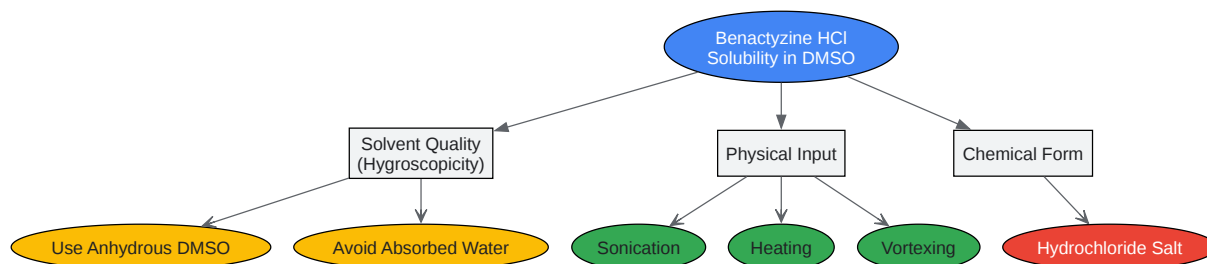 Benactyzine HCl
Solubility in DMSO
Solvent Quality
(Hygroscopicity)
Physical Input
Chemical Form
Use Anhydrous DMSO
Avoid Absorbed Water
Sonication
Heating
Vortexing
Hydrochloride Salt